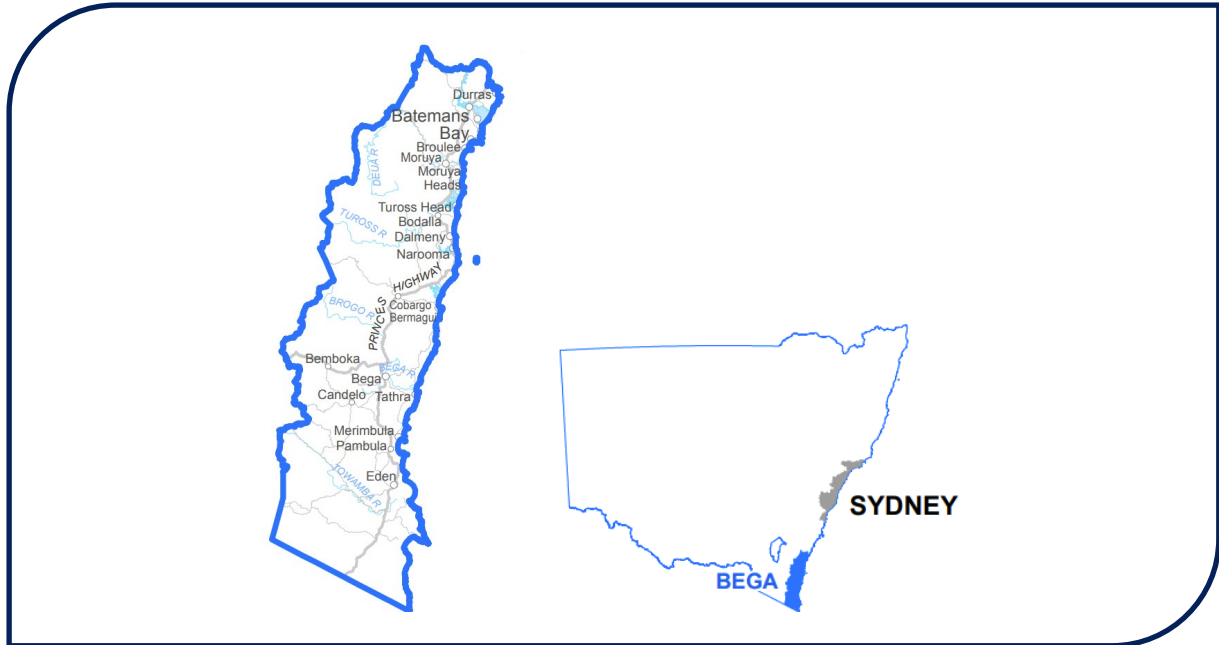 Durras
Batemans
Bay
Broulee
Moruya
Moruya
Heads
DEUA R
Tuross Head
TUROSS R
Bodalla
Dalmeny
Narooma
PRINCES HIGHWAY
Cobargo
Bermagui
BROGO R
Bemboka
BEGA R
Bega
Candelo
Tathra
Merimbula
Pambula
Eden
TOWAMBA R
SYDNEY
BEGA